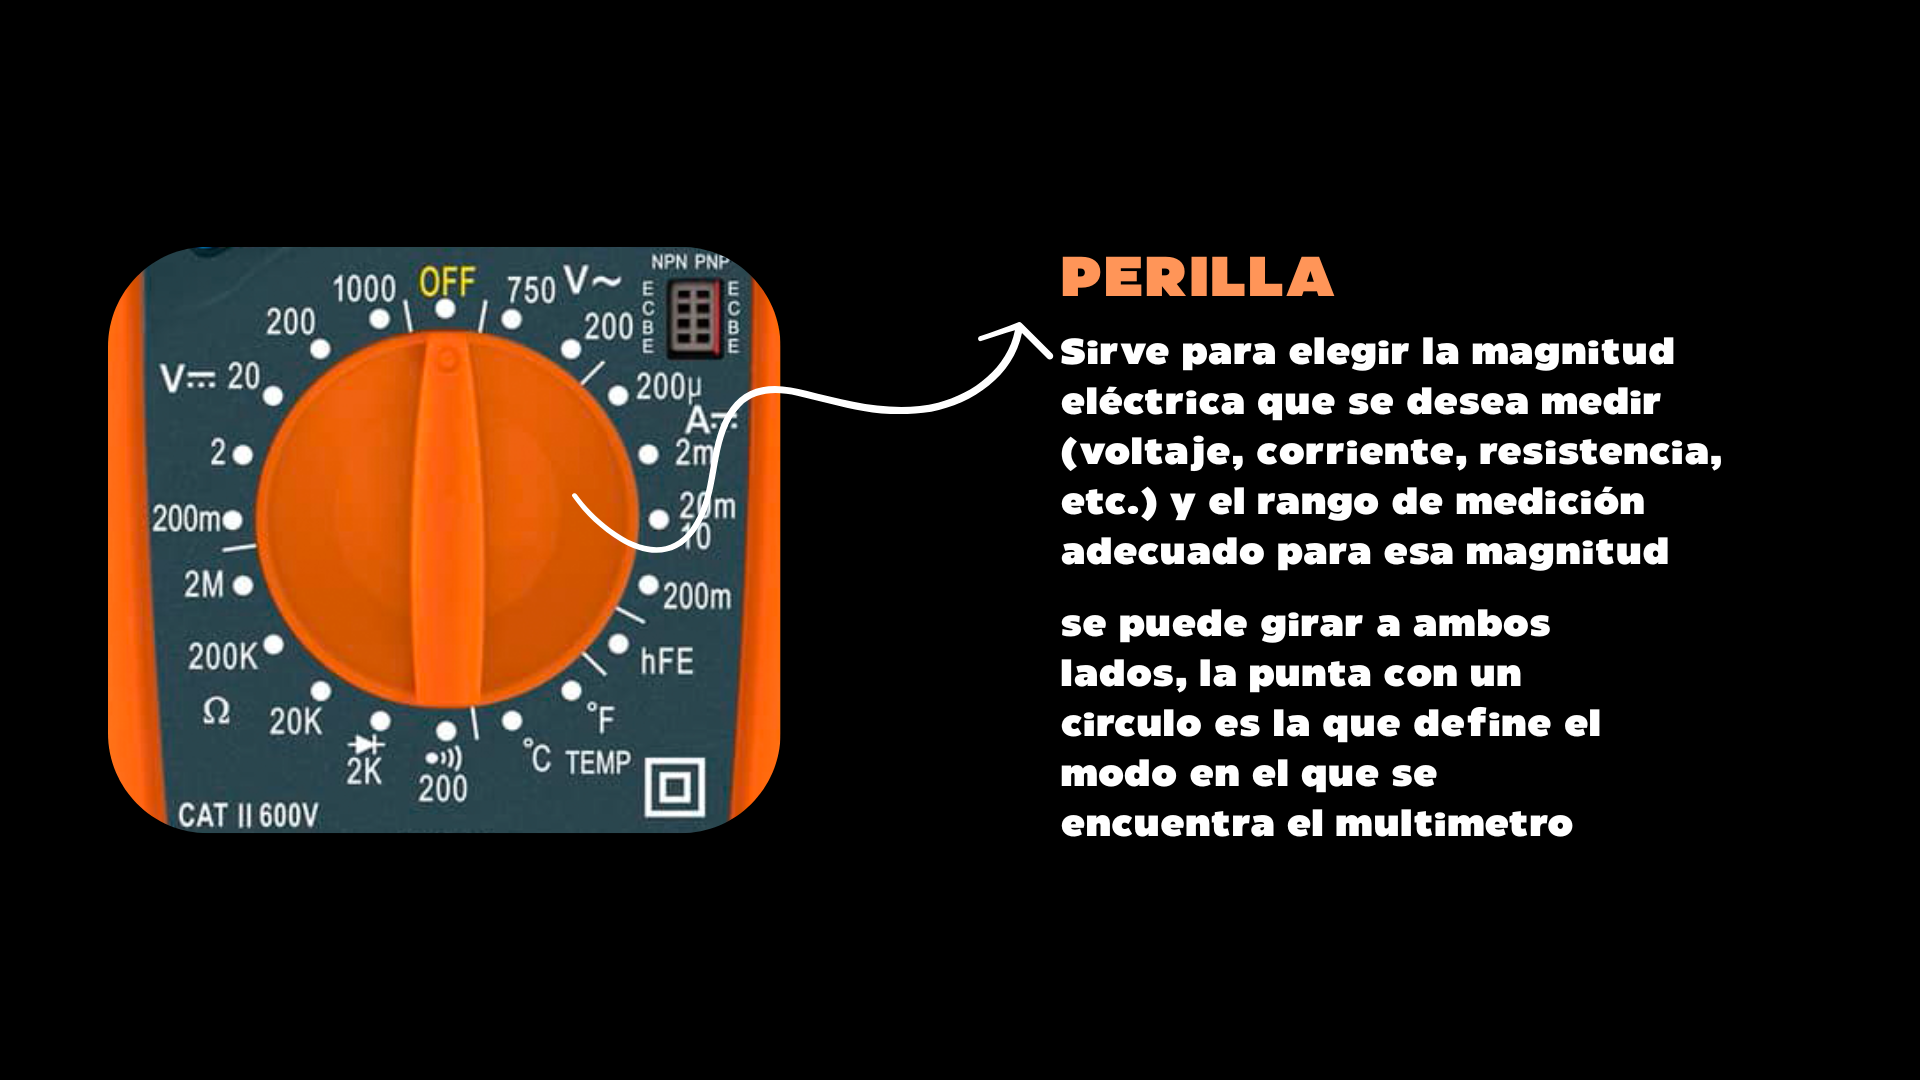 NPN PNP
1000 OFF 750 V~
E E
C C
B B
E E
200 200
V⎓ 20 200µ
A⎓
2 2m
200m 20m
10
2M 200m
200K hFE
Ω 20K °F
2K 200 °C TEMP
CAT II 600V
PERILLA
Sirve para elegir la magnitud
eléctrica que se desea medir
(voltaje, corriente, resistencia,
etc.) y el rango de medición
adecuado para esa magnitud
se puede girar a ambos
lados, la punta con un
circulo es la que define el
modo en el que se
encuentra el multimetro